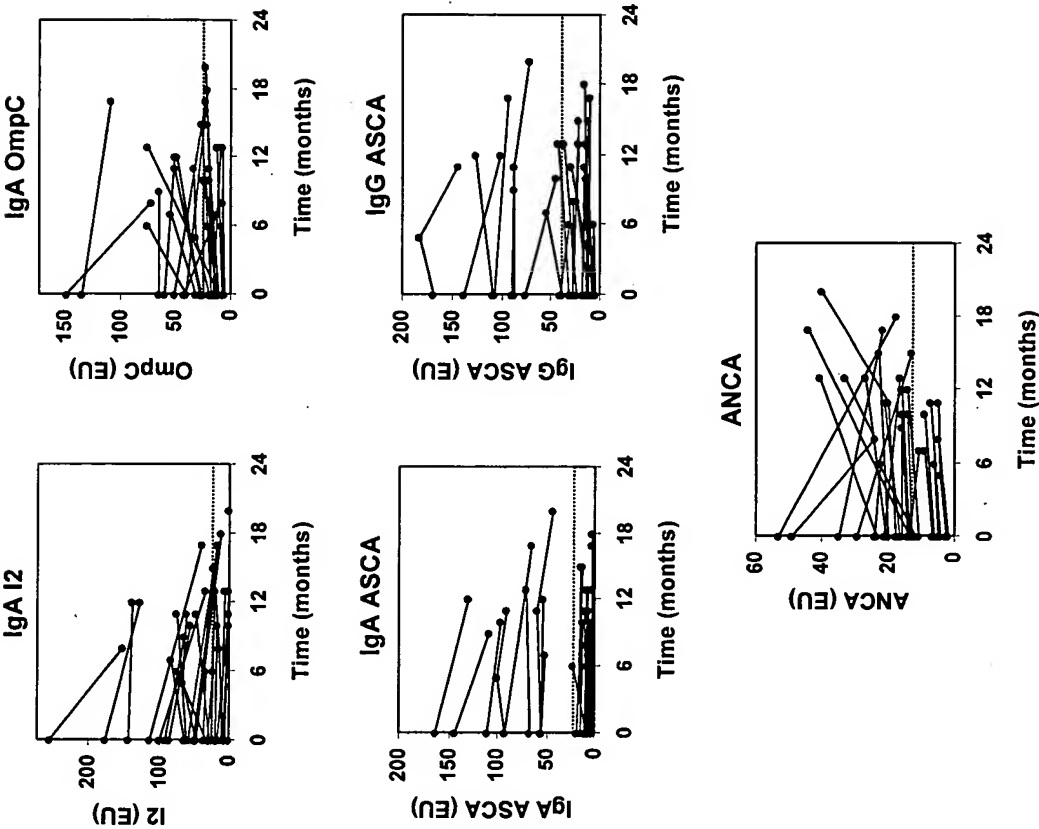 IgA I2
I2 (EU)
200
100
0
0 6 12 18 24
Time (months)
IgA OmpC
OmpC (EU)
150
100
50
0
0 6 12 18 24
Time (months)
IgA ASCA
IgA ASCA (EU)
200
150
100
50
0
0 6 12 18 24
Time (months)
IgG ASCA
IgG ASCA (EU)
200
150
100
50
0
0 6 12 18 24
Time (months)
ANCA
ANCA (EU)
60
40
20
0
0 6 12 18 24
Time (months)